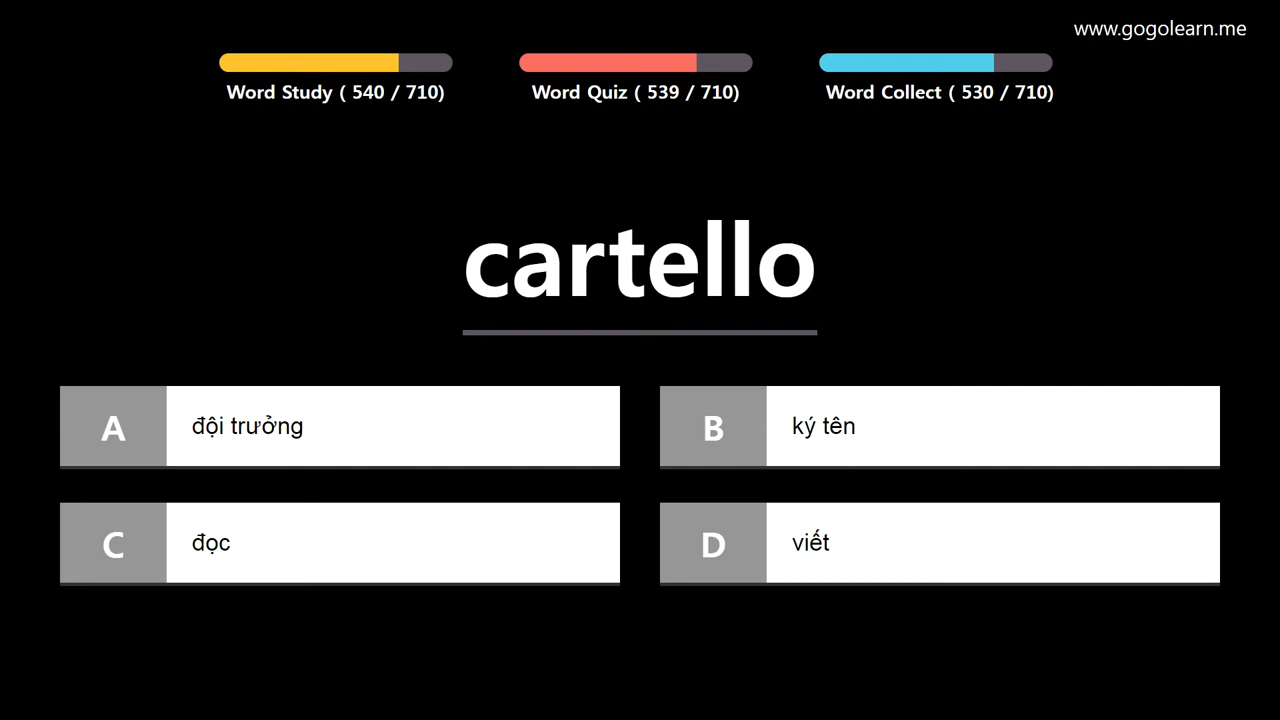 www.gogolearn.me
Word Study ( 540 / 710)
Word Quiz ( 539 / 710)
Word Collect ( 530 / 710)
cartello
A đội trưởng
B ký tên
C đọc
D viết